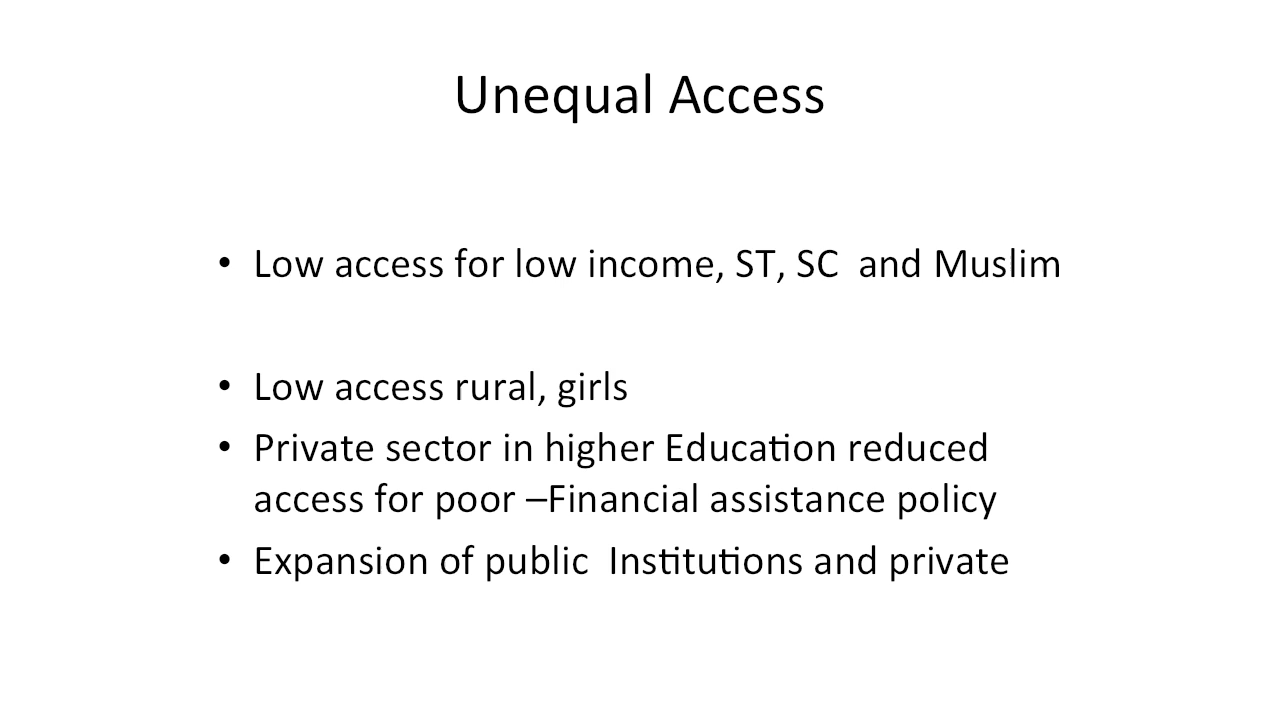 Unequal Access
• Low access for low income, ST, SC  and Muslim
• Low access rural, girls
• Private sector in higher Education reduced
access for poor –Financial assistance policy
• Expansion of public  Institutions and private